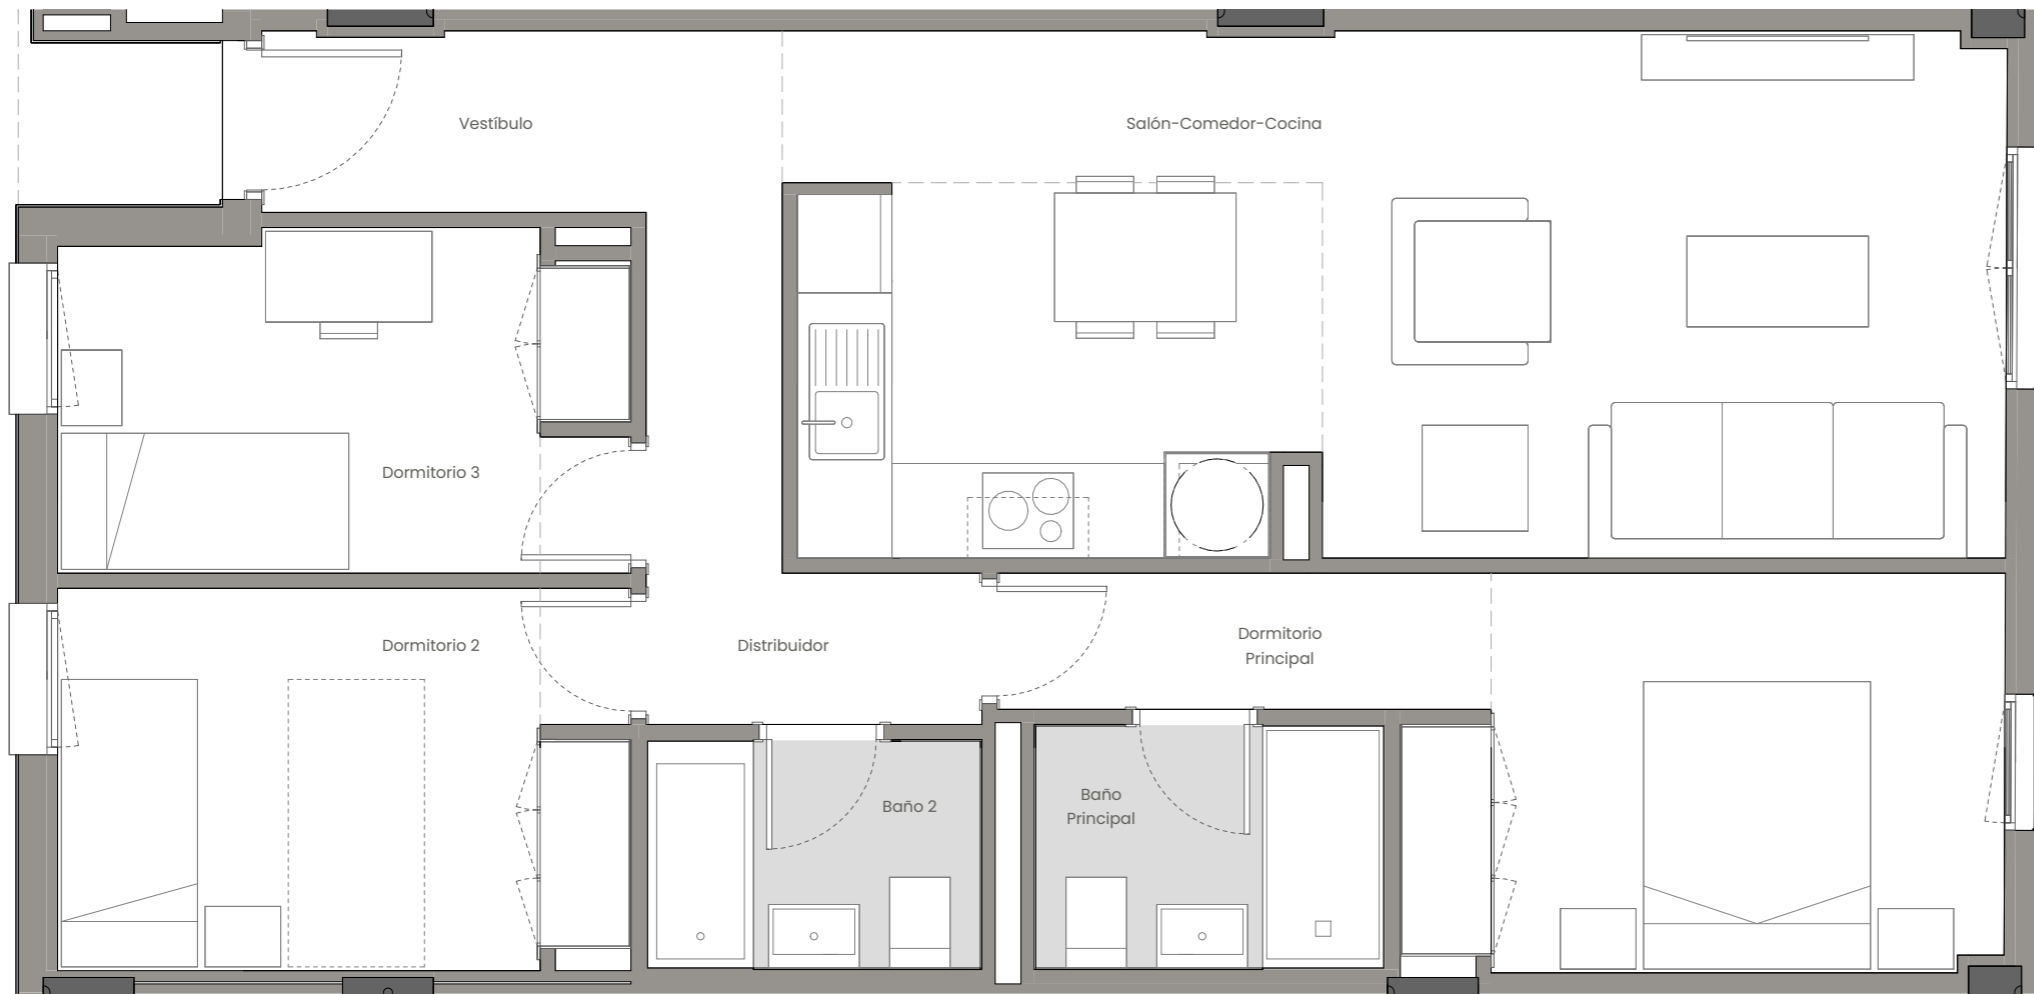 Vestíbulo
Salón-Comedor-Cocina
Dormitorio 3
Dormitorio 2
Distribuidor
Dormitorio
Principal
Baño 2
Baño
Principal